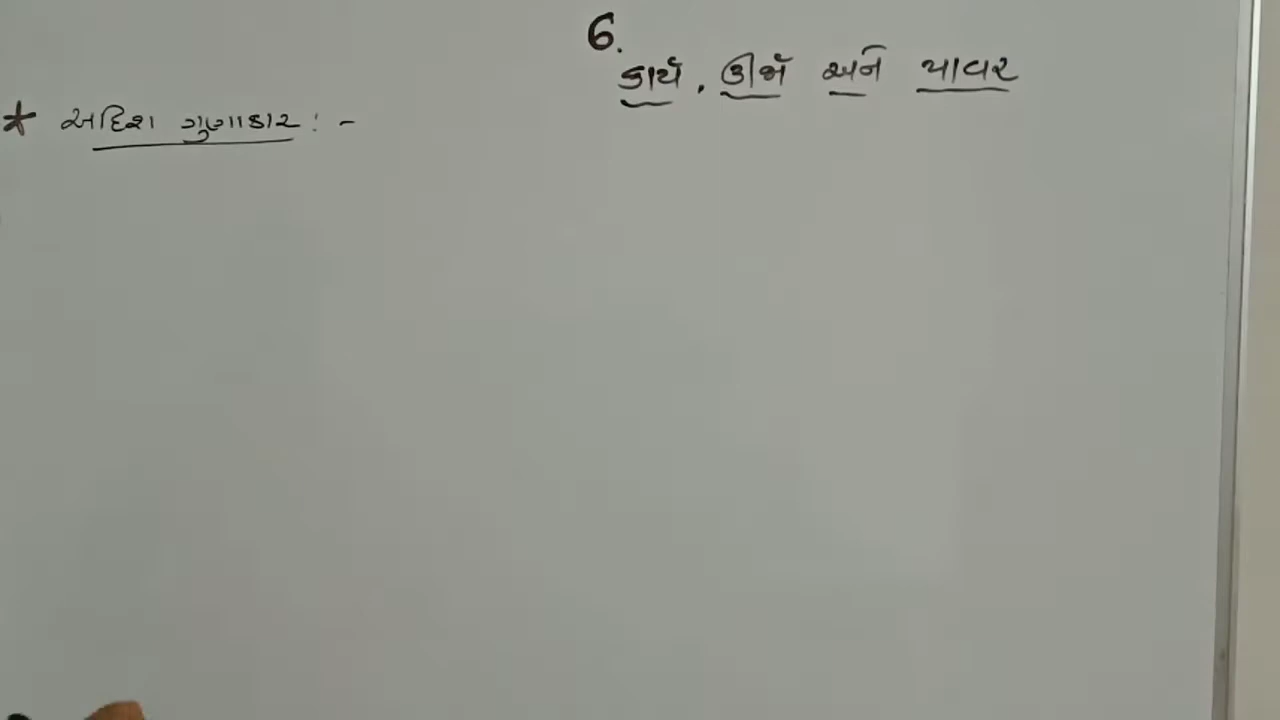 6.
કાર્ય, ઊર્જા અને પાવર
* અદિશ ગુણાકાર : -